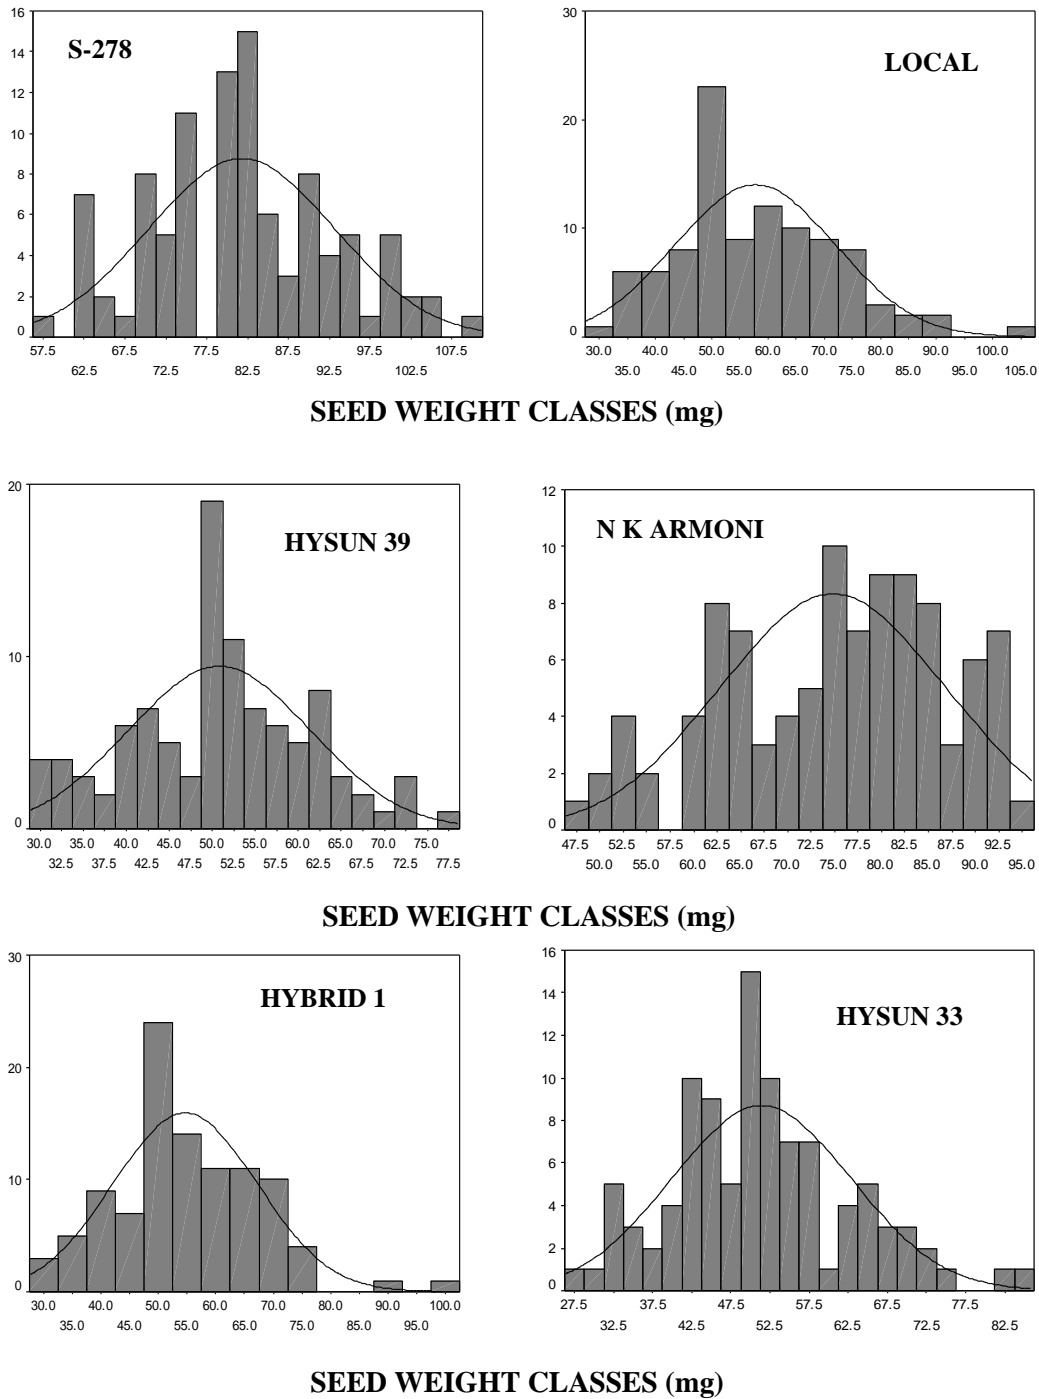 S-278
16
14
12
10
8
6
4
2
0
57.5 67.5 77.5 87.5 97.5 107.5
62.5 72.5 82.5 92.5 102.5
LOCAL
30
20
10
0
30.0 40.0 50.0 60.0 70.0 80.0 90.0 100.0
35.0 45.0 55.0 65.0 75.0 85.0 95.0 105.0
SEED WEIGHT CLASSES (mg)
HYSUN 39
20
10
0
30.0 35.0 40.0 45.0 50.0 55.0 60.0 65.0 70.0 75.0
32.5 37.5 42.5 47.5 52.5 57.5 62.5 67.5 72.5 77.5
N K ARMONI
12
10
8
6
4
2
0
47.5 52.5 57.5 62.5 67.5 72.5 77.5 82.5 87.5 92.5
50.0 55.0 60.0 65.0 70.0 75.0 80.0 85.0 90.0 95.0
SEED WEIGHT CLASSES (mg)
HYBRID 1
30
20
10
0
30.0 40.0 50.0 60.0 70.0 80.0 90.0 100.0
35.0 45.0 55.0 65.0 75.0 85.0 95.0
HYSUN 33
16
14
12
10
8
6
4
2
0
27.5 37.5 47.5 57.5 67.5 77.5
32.5 42.5 52.5 62.5 72.5 82.5
SEED WEIGHT CLASSES (mg)